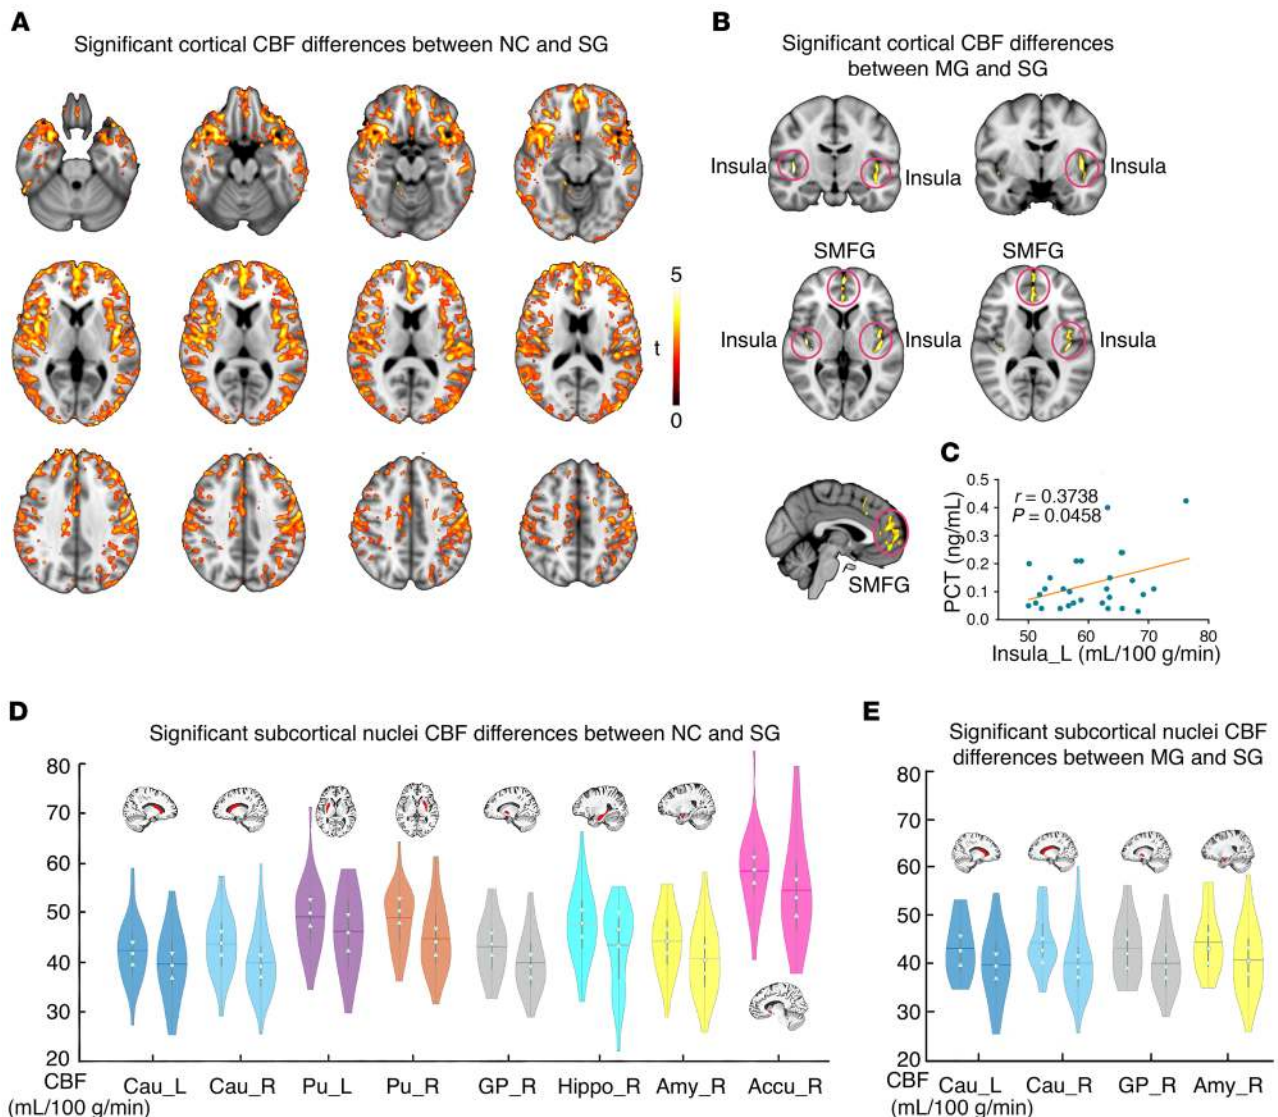 A
Significant cortical CBF differences between NC and SG
5
t
0
B
Significant cortical CBF differences
between MG and SG
Insula
Insula
Insula
SMFG
SMFG
Insula
Insula
Insula
SMFG
C
r = 0.3738
P = 0.0458
PCT (ng/mL)
0.5
0.4
0.3
0.2
0.1
0.0
50 60 70 80
Insula_L (mL/100 g/min)
D
Significant subcortical nuclei CBF differences between NC and SG
80
70
60
50
40
30
20
CBF
(mL/100 g/min)
Cau_L Cau_R Pu_L Pu_R GP_R Hippo_R Amy_R Accu_R
E
Significant subcortical nuclei CBF
differences between MG and SG
80
70
60
50
40
30
20
CBF
(mL/100 g/min)
Cau_L Cau_R GP_R Amy_R